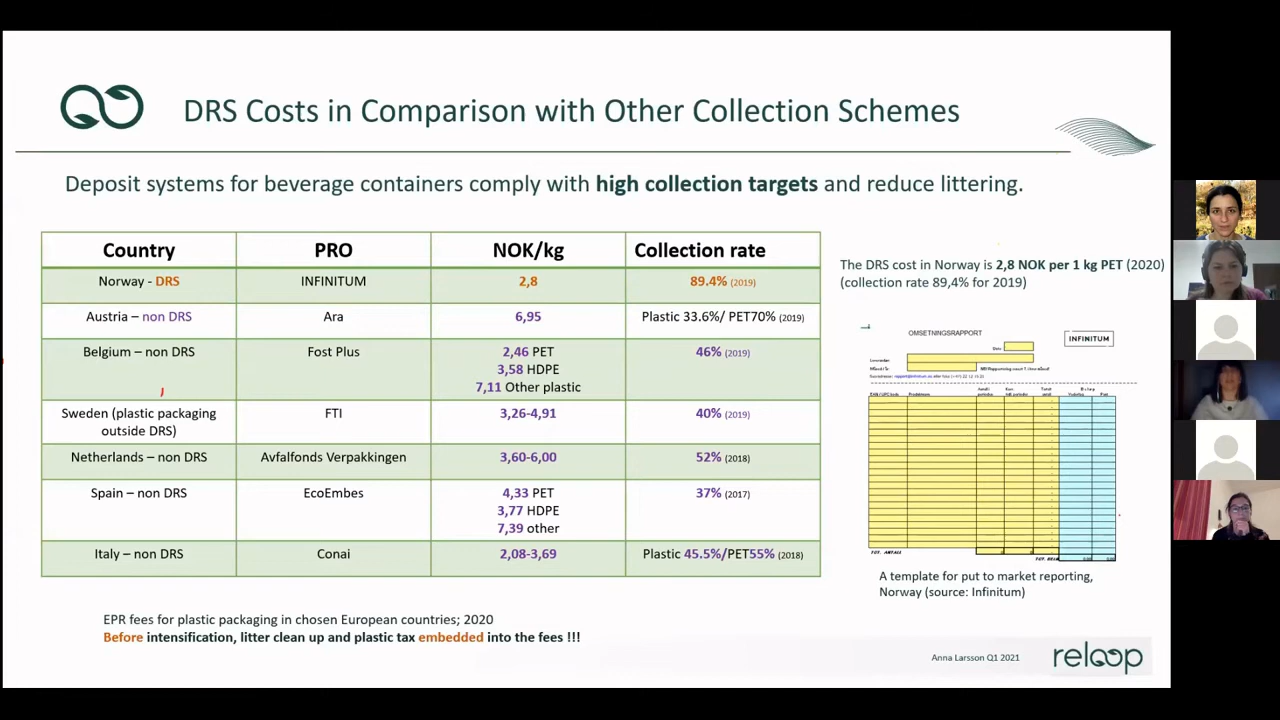 DRS Costs in Comparison with Other Collection Schemes
Deposit systems for beverage containers comply with high collection targets and reduce littering.
Country PRO NOK/kg Collection rate
Norway - DRS INFINITUM 2,8 89.4% (2019)
Austria – non DRS Ara 6,95 Plastic 33.6%/ PET70% (2019)
Belgium – non DRS Fost Plus 2,46 PET 46% (2019)
3,58 HDPE
7,11 Other plastic
Sweden (plastic packaging FTI 3,26-4,91 40% (2019)
outside DRS)
Netherlands – non DRS Avfalfonds Verpakkingen 3,60-6,00 52% (2018)
Spain – non DRS EcoEmbes 4,33 PET 37% (2017)
3,77 HDPE
7,39 other
Italy – non DRS Conai 2,08-3,69 Plastic 45.5%/PET55% (2018)
The DRS cost in Norway is 2,8 NOK per 1 kg PET (2020)
(collection rate 89,4% for 2019)
OMSETNINGSRAPPORT
INFINITUM
A template for put to market reporting,
Norway (source: Infinitum)
EPR fees for plastic packaging in chosen European countries; 2020
Before intensification, litter clean up and plastic tax embedded into the fees !!!
Anna Larsson Q1 2021
reloop